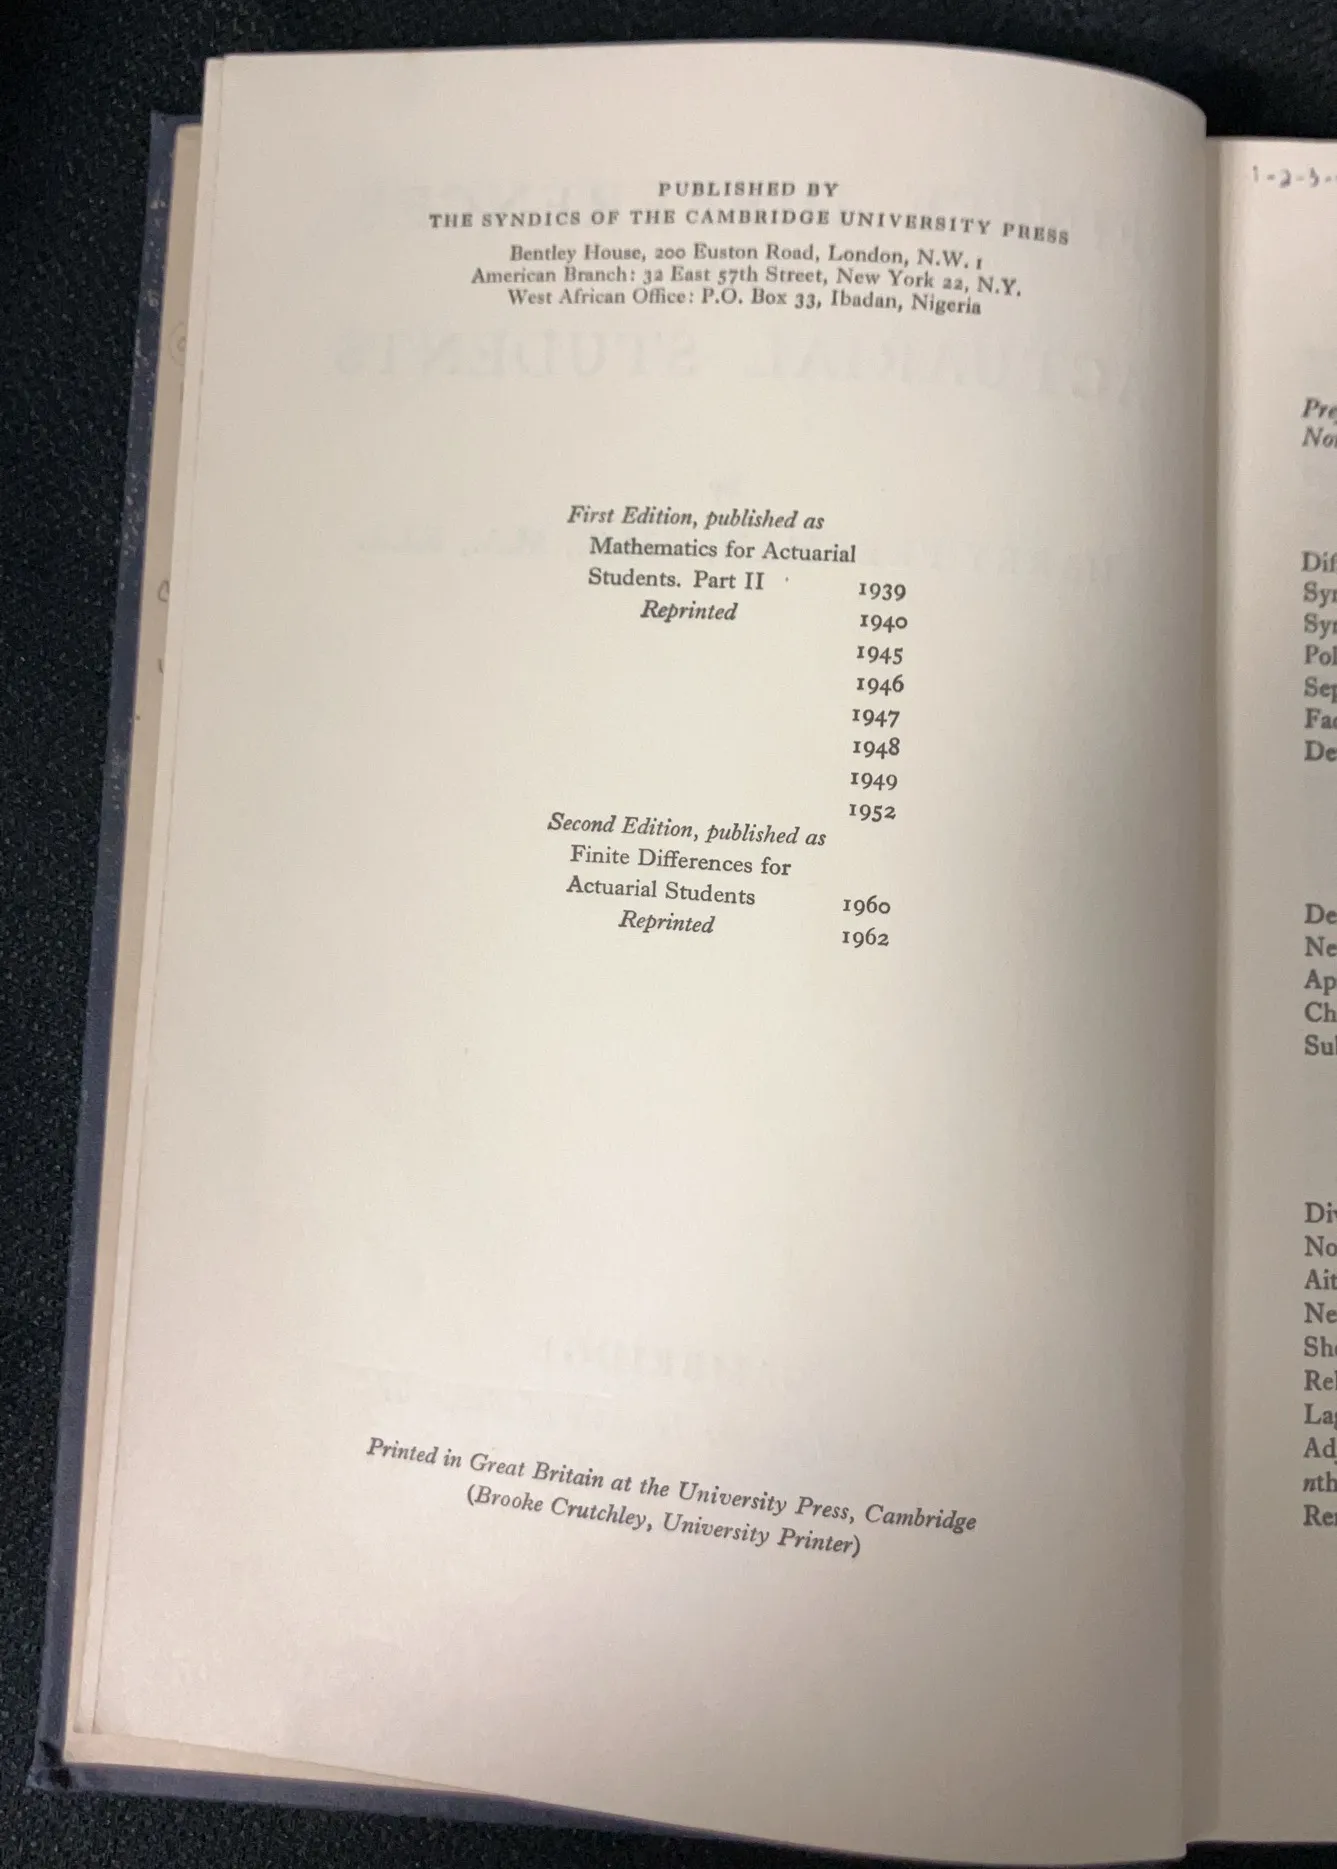 PUBLISHED BY
THE SYNDICS OF THE CAMBRIDGE UNIVERSITY PRESS
Bentley House, 200 Euston Road, London, N.W. 1
American Branch: 32 East 57th Street, New York 22, N.Y.
West African Office: P.O. Box 33, Ibadan, Nigeria
First Edition, published as
Mathematics for Actuarial
Students. Part II 1939
Reprinted 1940
1945
1946
1947
1948
1949
1952
Second Edition, published as
Finite Differences for
Actuarial Students 1960
Reprinted 1962
Printed in Great Britain at the University Press, Cambridge
(Brooke Crutchley, University Printer)